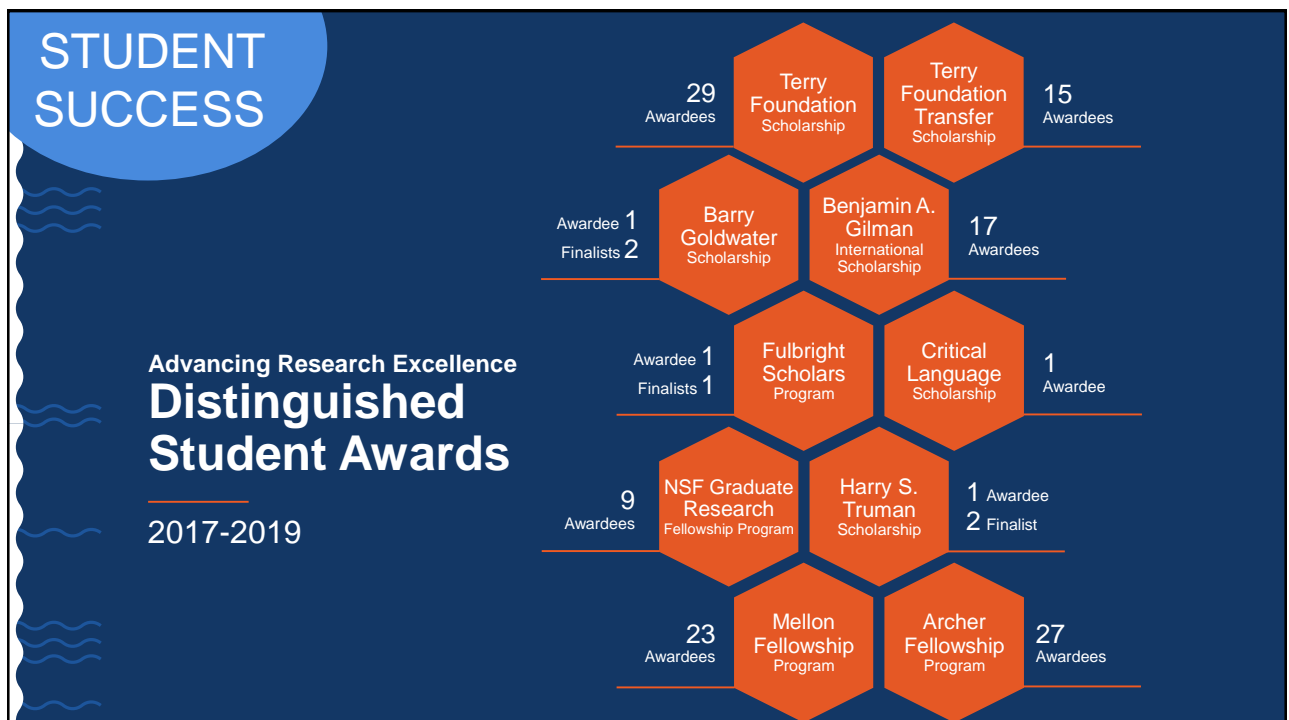 STUDENT
SUCCESS
Advancing Research Excellence
Distinguished
Student Awards
2017-2019
29
Awardees
Terry
Foundation
Scholarship
Terry
Foundation
Transfer
Scholarship
15
Awardees
Awardee 1
Finalists 2
Barry
Goldwater
Scholarship
Benjamin A.
Gilman
International
Scholarship
17
Awardees
Awardee 1
Finalists 1
Fulbright
Scholars
Program
Critical
Language
Scholarship
1
Awardee
9
Awardees
NSF Graduate
Research
Fellowship Program
Harry S.
Truman
Scholarship
1 Awardee
2 Finalist
23
Awardees
Mellon
Fellowship
Program
Archer
Fellowship
Program
27
Awardees